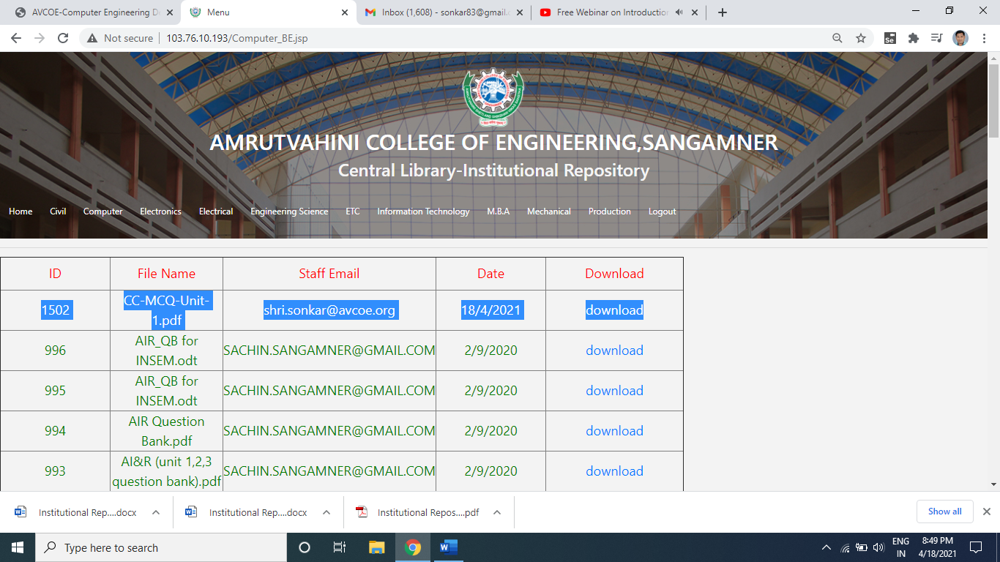 AVCOE-Computer Engineering D
Menu
Inbox (1,608) - sonkar83@gmail.
Free Webinar on Introduction
Not secure
103.76.10.193/Computer_BE.jsp
Se
AMRUTVAHINI COLLEGE OF ENGINEERING,SANGAMNER
Central Library-Institutional Repository
Home Civil Computer Electronics Electrical Engineering Science ETC Information Technology M.B.A Mechanical Production Logout
ID File Name Staff Email Date Download
1502 CC-MCQ-Unit- shri.sonkar@avcoe.org 18/4/2021 download
1.pdf
996 AIR_QB for SACHIN.SANGAMNER@GMAIL.COM 2/9/2020 download
INSEM.odt
995 AIR_QB for SACHIN.SANGAMNER@GMAIL.COM 2/9/2020 download
INSEM.odt
994 AIR Question SACHIN.SANGAMNER@GMAIL.COM 2/9/2020 download
Bank.pdf
993 AI&R (unit 1,2,3 SACHIN.SANGAMNER@GMAIL.COM 2/9/2020 download
question bank).pdf
Institutional Rep....docx
Institutional Rep....docx
Institutional Repos....pdf
Show all
Type here to search
ENG
IN
8:49 PM
4/18/2021